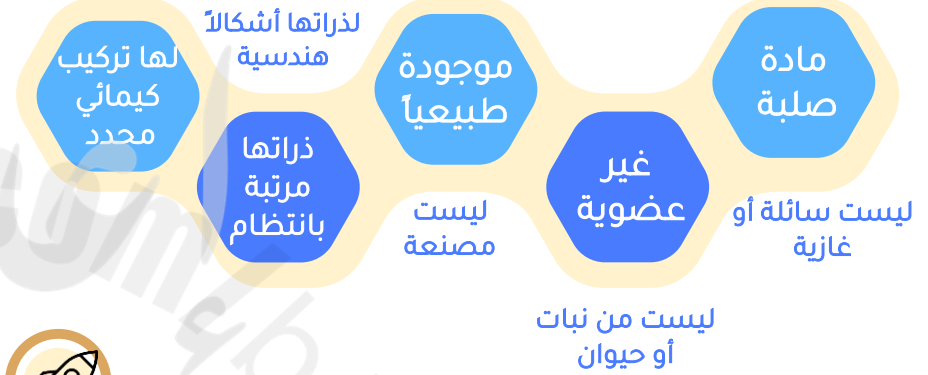 مادة
صلبة
ليست سائلة أو
غازية
غير
عضوية
ليست من نبات
أو حيوان
موجودة
طبيعياً
ليست
مصنعة
ذراتها
مرتبة
بانتظام
لذراتها أشكالاً
هندسية
لها تركيب
كيمائي
محدد